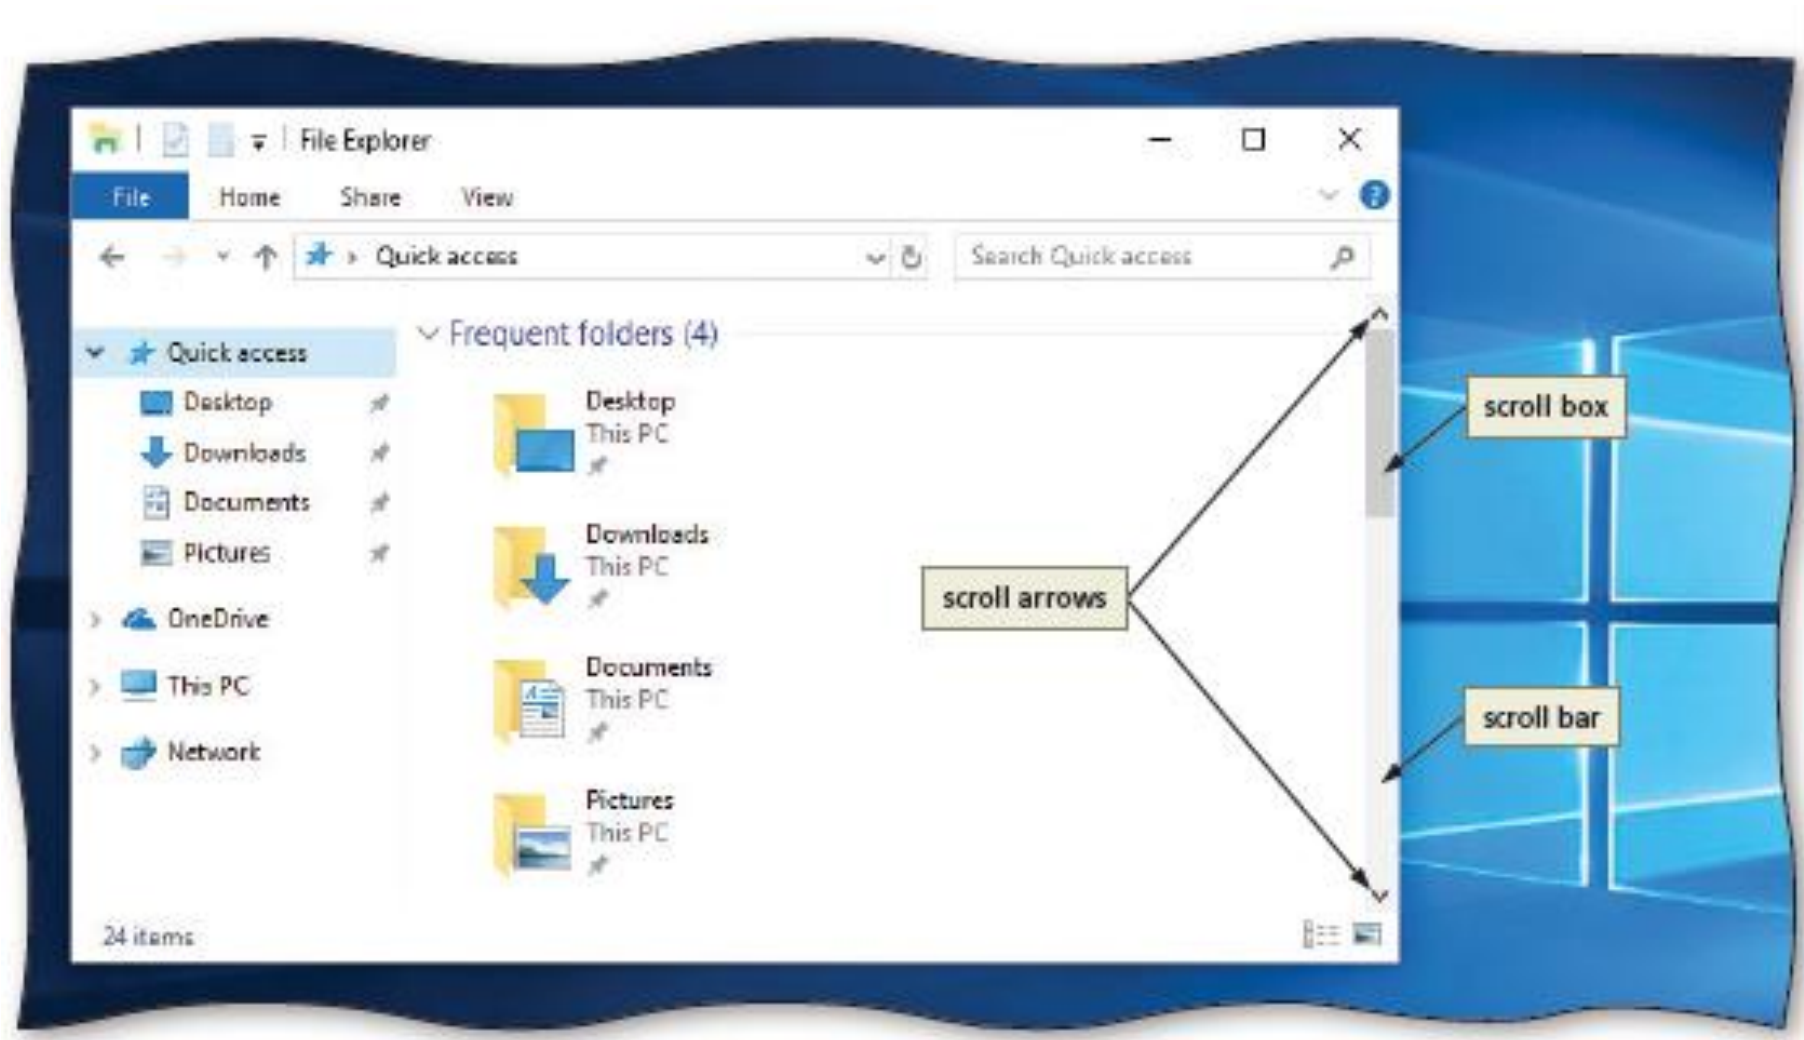 File Explorer
File Home Share View
Quick access
Search Quick access
Quick access
Desktop
Downloads
Documents
Pictures
OneDrive
This PC
Network
Frequent folders (4)
Desktop
This PC
Downloads
This PC
Documents
This PC
Pictures
This PC
scroll arrows
scroll box
scroll bar
24 items